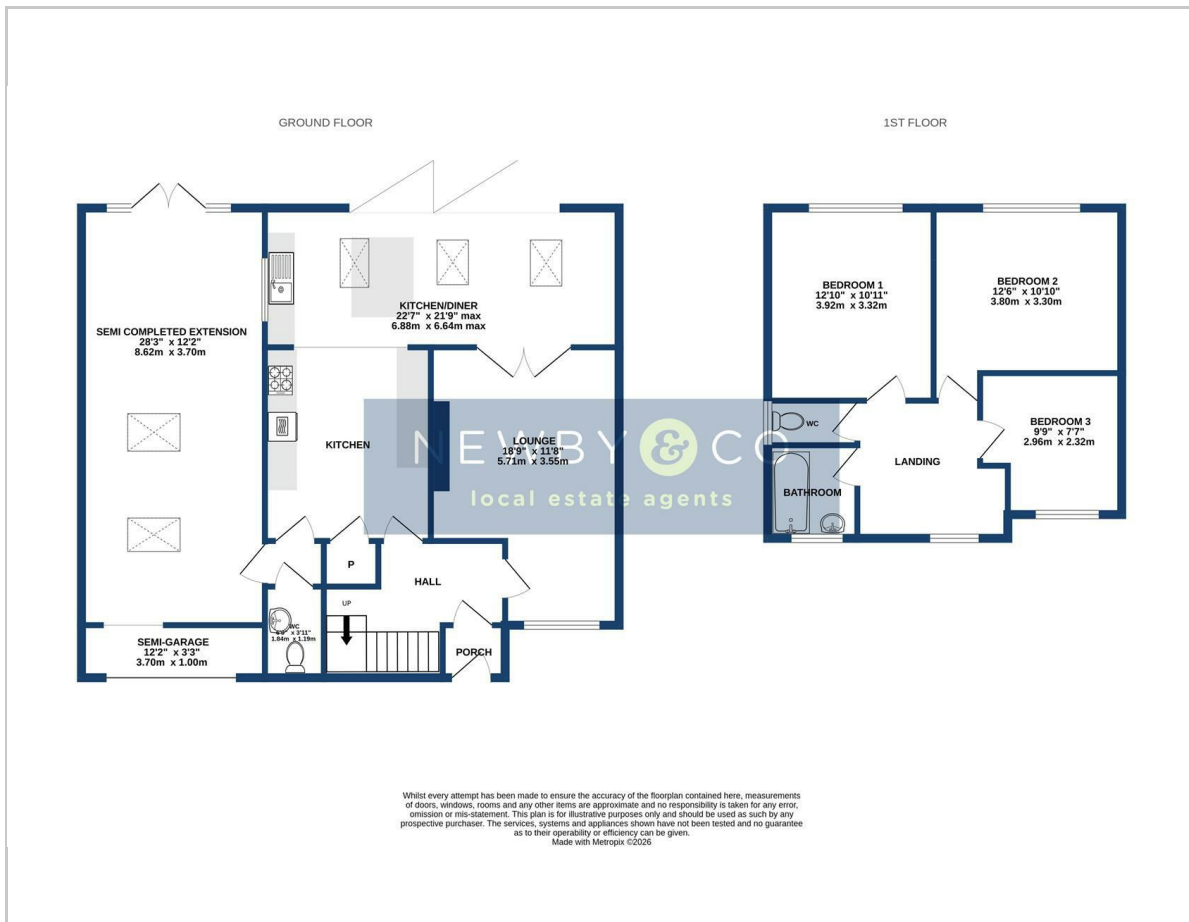 GROUND FLOOR
1ST FLOOR
SEMI COMPLETED EXTENSION
28'3" x 12'2"
8.62m x 3.70m
KITCHEN/DINER
22'7" x 21'9" max
6.88m x 6.64m max
KITCHEN
LOUNGE
18'9" x 11'8"
5.71m x 3.55m
P
HALL
UP
WC
x 3'11"
1.84m x 1.19m
SEMI-GARAGE
12'2" x 3'3"
3.70m x 1.00m
PORCH
BEDROOM 1
12'10" x 10'11"
3.92m x 3.32m
BEDROOM 2
12'6" x 10'10"
3.80m x 3.30m
BEDROOM 3
9'9" x 7'7"
2.96m x 2.32m
WC
LANDING
BATHROOM
NEWBY & CO
local estate agents
Whilst every attempt has been made to ensure the accuracy of the floorplan contained here, measurements
of doors, windows, rooms and any other items are approximate and no responsibility is taken for any error,
omission or mis-statement. This plan is for illustrative purposes only and should be used as such by any
prospective purchaser. The services, systems and appliances shown have not been tested and no guarantee
as to their operability or efficiency can be given.
Made with Metropix ©2026